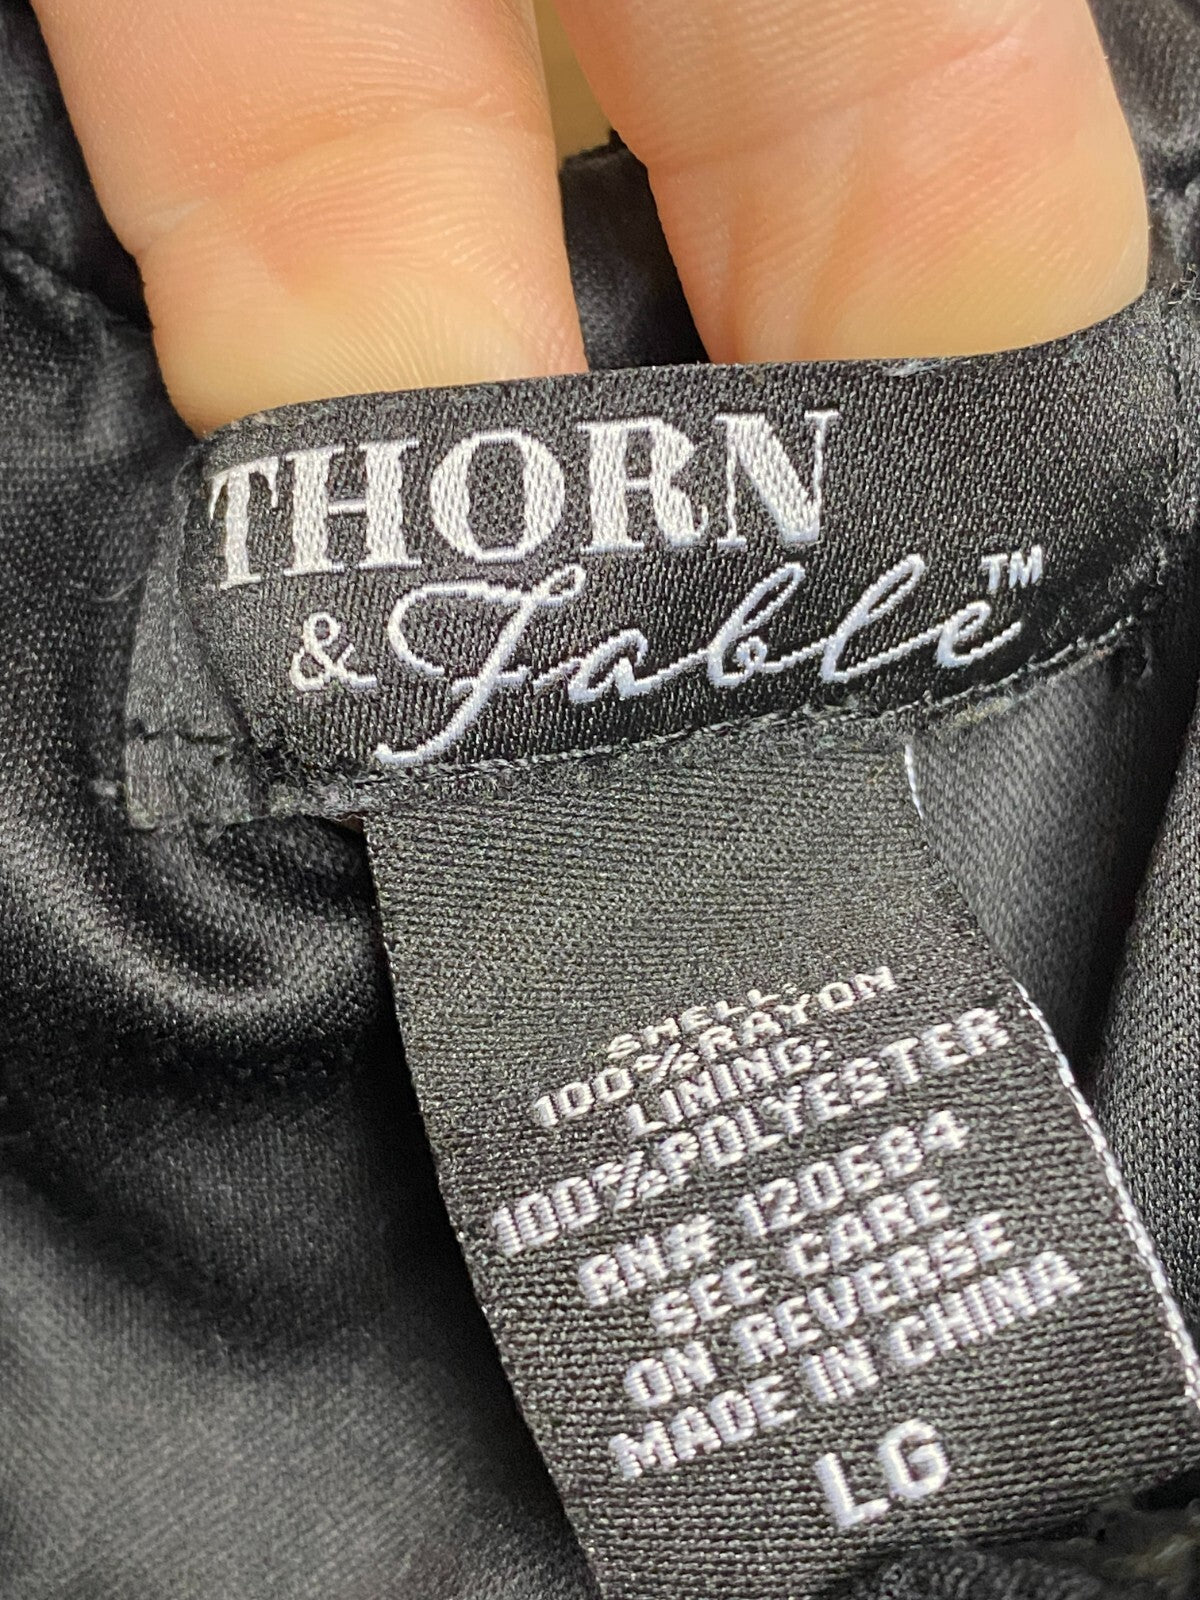 THORN
& Fable™
SHELL:
100%RAYON
LINING:
100%POLYESTER
RN# 120684
SEE CARE
ON REVERSE
MADE IN CHINA
LG